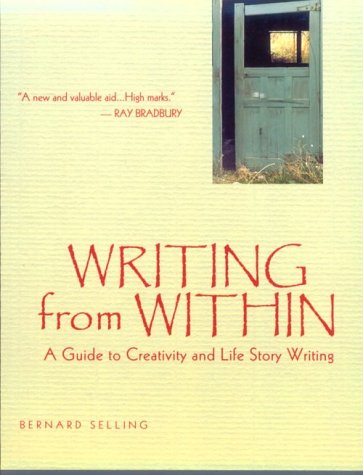 "A new and valuable aid...High marks."
— RAY BRADBURY
WRITING
from WITHIN
A Guide to Creativity and Life Story Writing
BERNARD SELLING